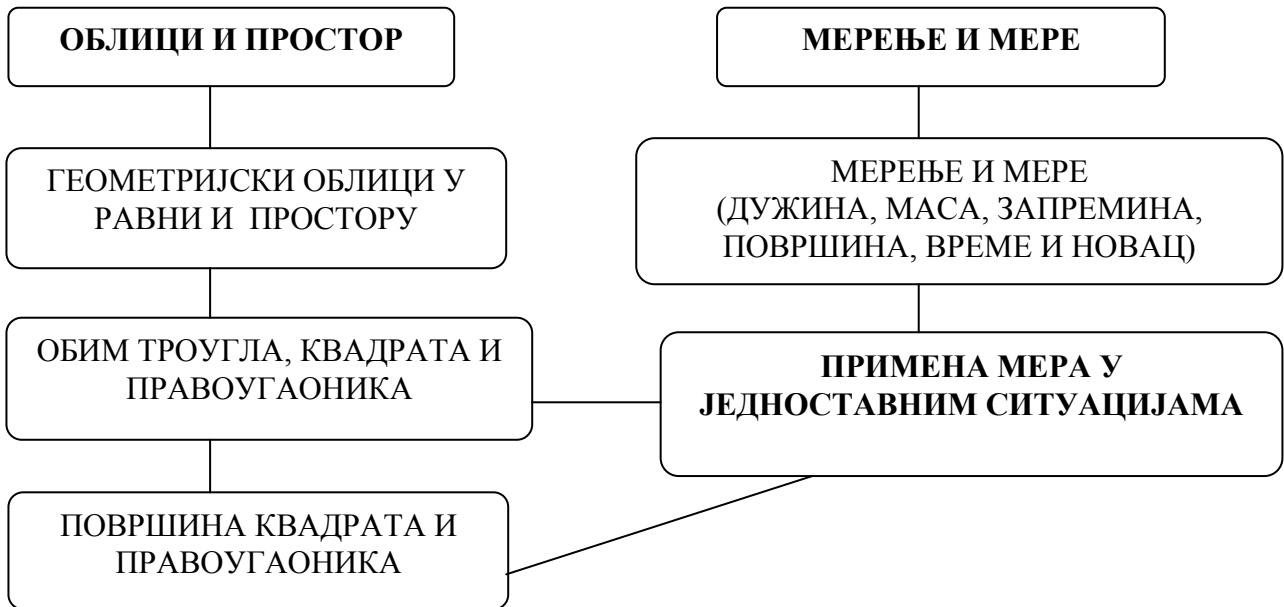 ОБЛИЦИ И ПРОСТОР
МЕРЕЊЕ И МЕРЕ
ГЕОМЕТРИЈСКИ ОБЛИЦИ У
РАВНИ И ПРОСТОРУ
МЕРЕЊЕ И МЕРЕ
(ДУЖИНА, МАСА, ЗАПРЕМИНА,
ПОВРШИНА, ВРЕМЕ И НОВАЦ)
ОБИМ ТРОУГЛА, КВАДРАТА И
ПРАВОУГАОНИКА
ПРИМЕНА МЕРА У
ЈЕДНОСТАВНИМ СИТУАЦИЈАМА
ПОВРШИНА КВАДРАТА И
ПРАВОУГАОНИКА